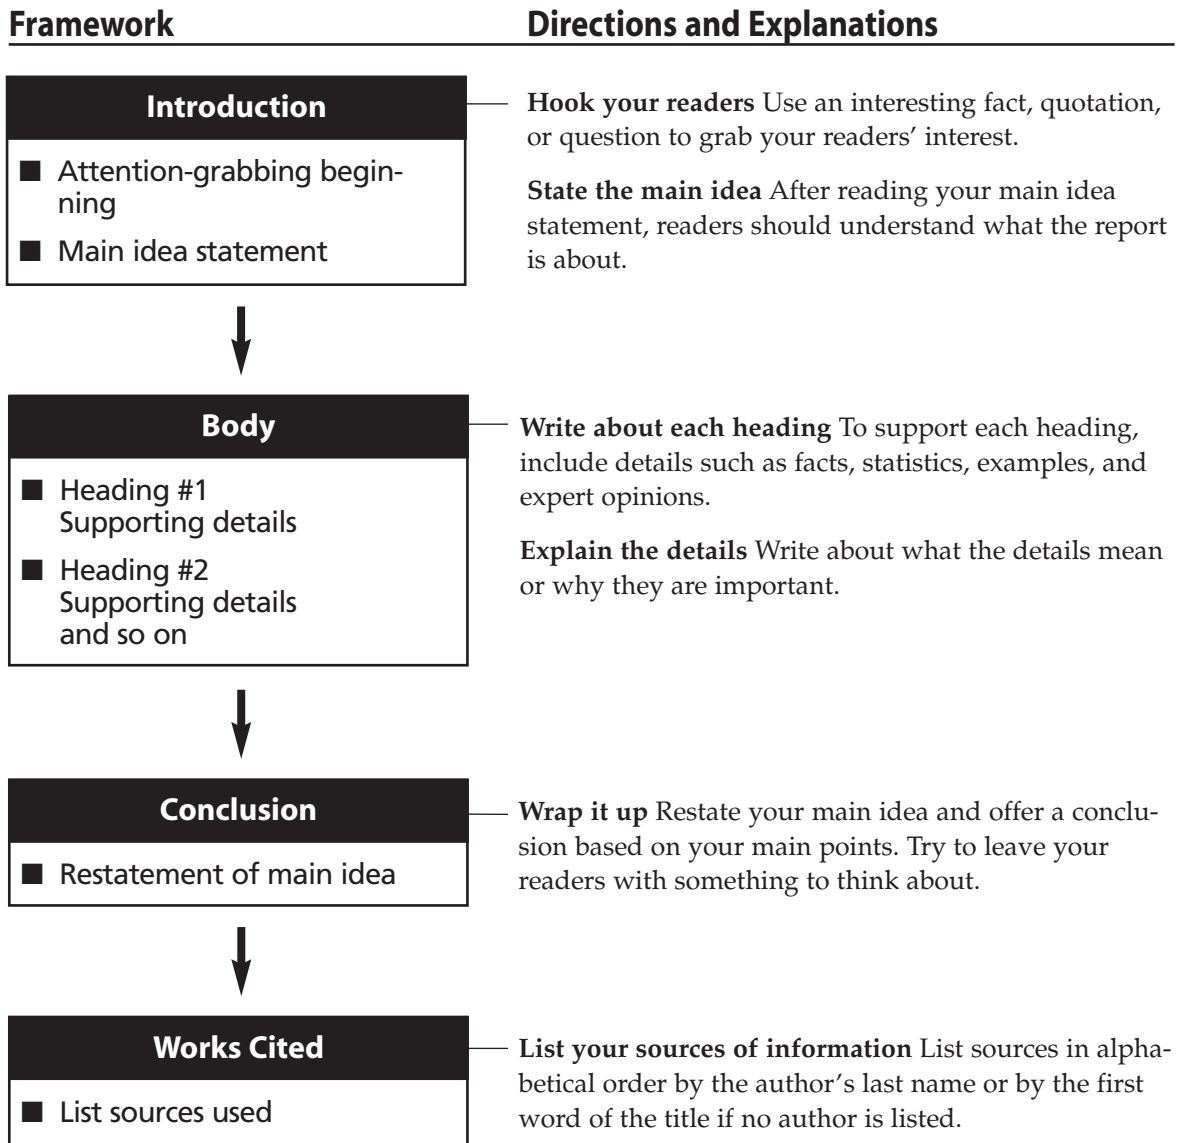 Framework
Directions and Explanations
Introduction
■ Attention-grabbing begin-
ning
■ Main idea statement
Hook your readers Use an interesting fact, quotation,
or question to grab your readers’ interest.
State the main idea After reading your main idea
statement, readers should understand what the report
is about.
Body
■ Heading #1
Supporting details
■ Heading #2
Supporting details
and so on
Write about each heading To support each heading,
include details such as facts, statistics, examples, and
expert opinions.
Explain the details Write about what the details mean
or why they are important.
Conclusion
■ Restatement of main idea
Wrap it up Restate your main idea and offer a conclu-
sion based on your main points. Try to leave your
readers with something to think about.
Works Cited
■ List sources used
List your sources of information List sources in alpha-
betical order by the author’s last name or by the first
word of the title if no author is listed.